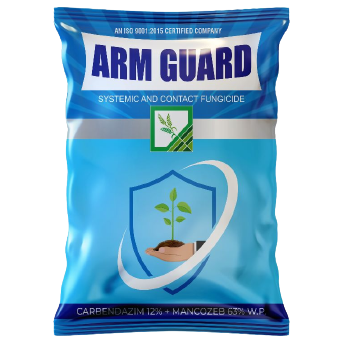 AN ISO 9001:2015 CERTIFIED COMPANY
ARM GUARD
SYSTEMIC AND CONTACT FUNGICIDE
CARBENDAZIM 12% + MANCOZEB 63% W.P